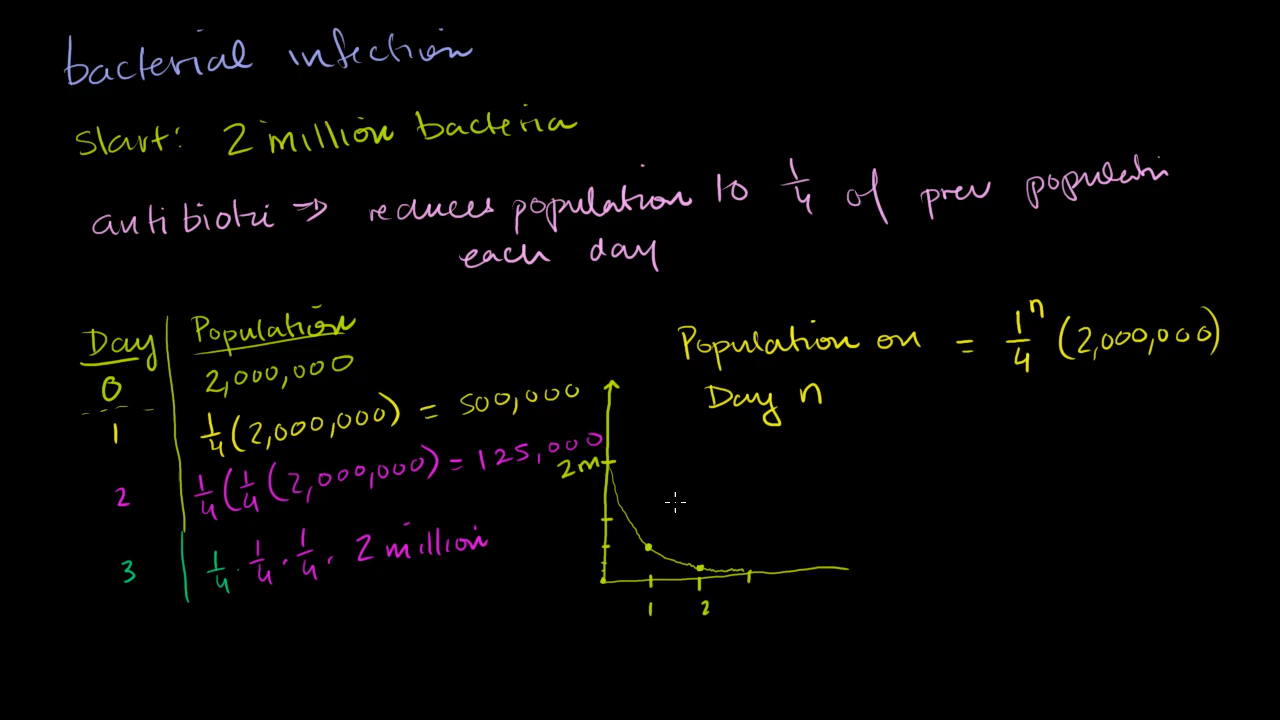 bacterial infection
start: 2 million bacteria
antibioti ⇒ reduces population to 1/4 of prev populati
each day
Day | Population
0 | 2,000,000
1 | 1/4 (2,000,000) = 500,000
2 | 1/4 (1/4 (2,000,000) = 125,000
3 | 1/4 · 1/4 · 1/4 · 2 million
Population on = 1^n/4 (2,000,000)
Day n
2m
1 2